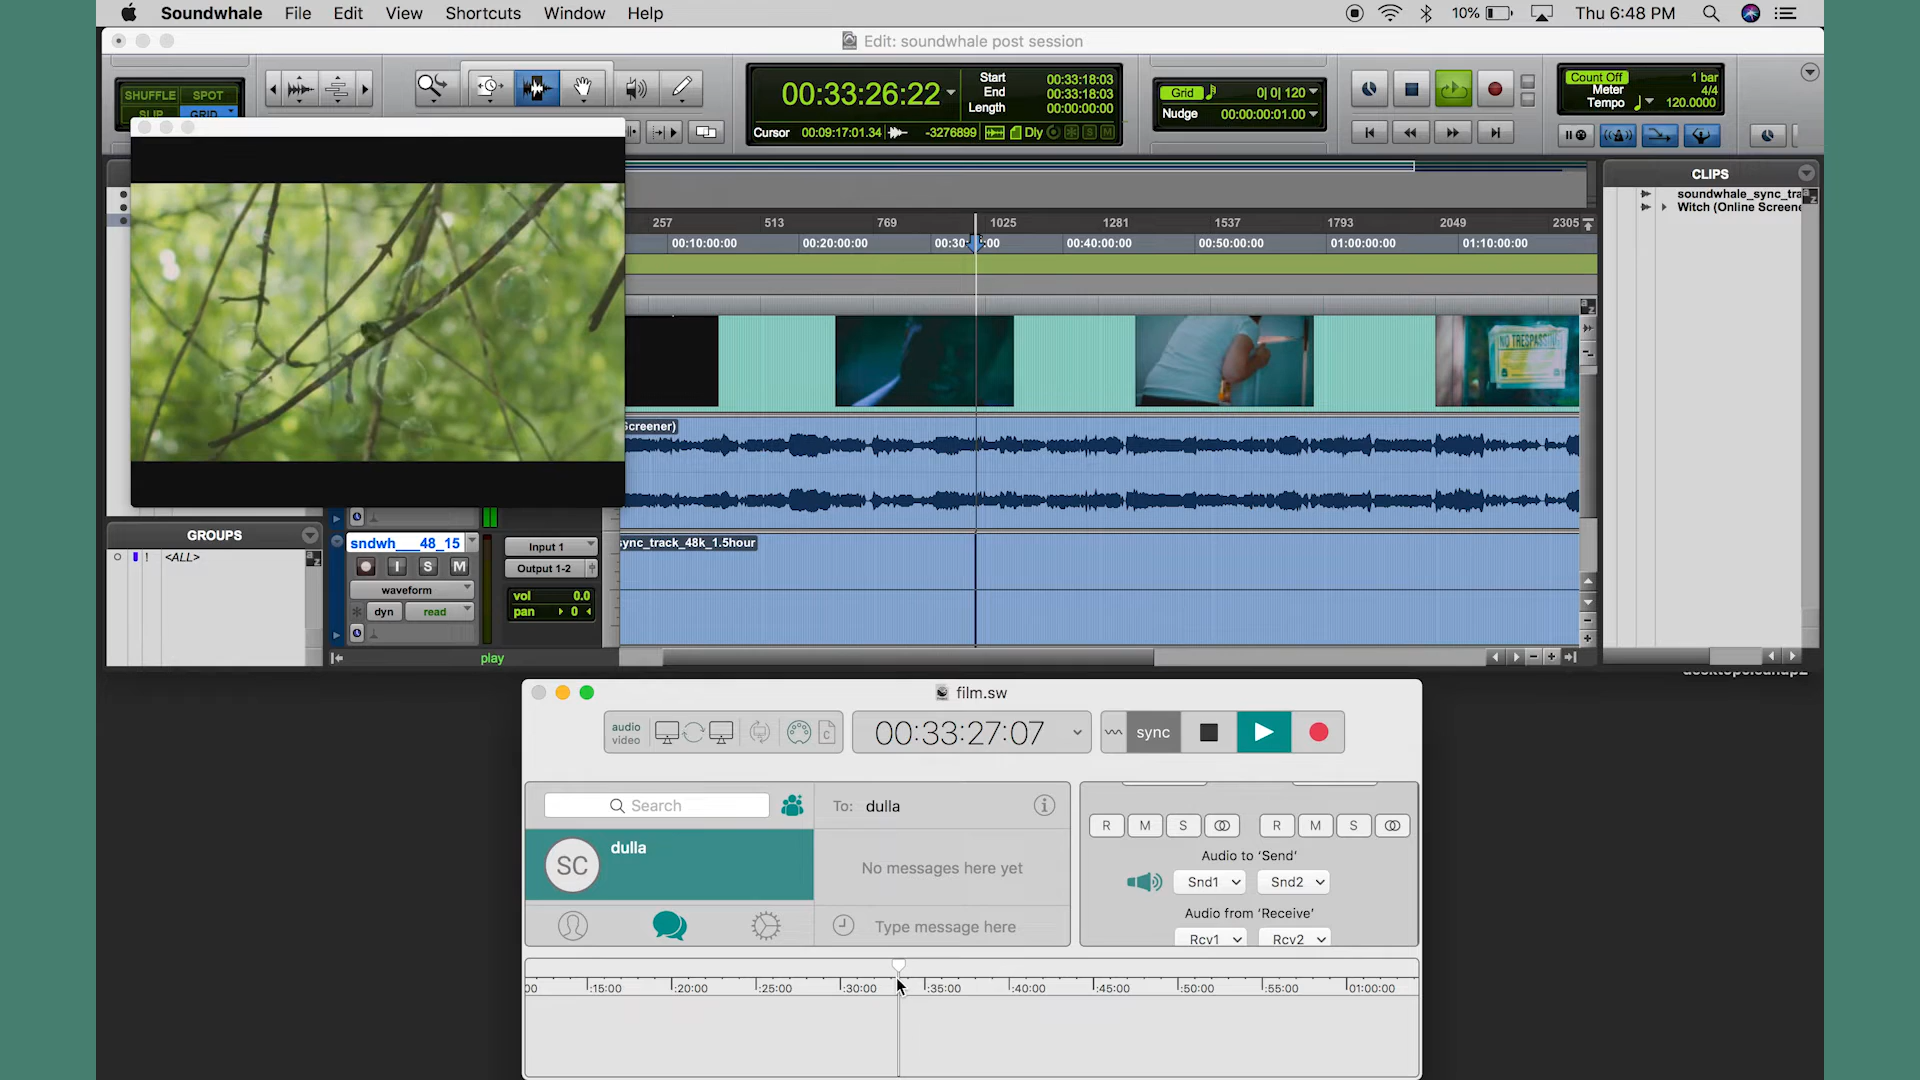 Soundwhale File Edit View Shortcuts Window Help
10% Thu 6:48 PM
Edit: soundwhale post session
SHUFFLE SPOT
SLIP GRID
00:33:26:22
Start 00:33:18:03
End 00:33:18:03
Length 00:00:00:00
Cursor 00:09:17:01.34 -3276899 Dly S M
Grid 0| 0| 120
Nudge 00:00:00:01.00
Count Off 1 bar
Meter 4/4
Tempo 120.0000
CLIPS
soundwhale_sync_tra
Witch (Online Screene
257 513 769 1025 1281 1537 1793 2049 2305
00:10:00:00 00:20:00:00 00:30 :00 00:40:00:00 00:50:00:00 01:00:00:00 01:10:00:00
NO TRESPASSING
Screener)
GROUPS
<ALL>
sndwh___48_15
I S M
waveform
dyn read
Input 1
Output 1-2
vol 0.0
pan 0
sync_track_48k_1.5hour
play
film.sw
audio
video
C
00:33:27:07
sync
Search
To: dulla
SC
dulla
No messages here yet
Type message here
R M S R M S
Audio to ‘Send’
Snd1 Snd2
Audio from ‘Receive’
Rcv1 Rcv2
00 :15:00 :20:00 :25:00 :30:00 :35:00 :40:00 :45:00 :50:00 :55:00 01:00:00